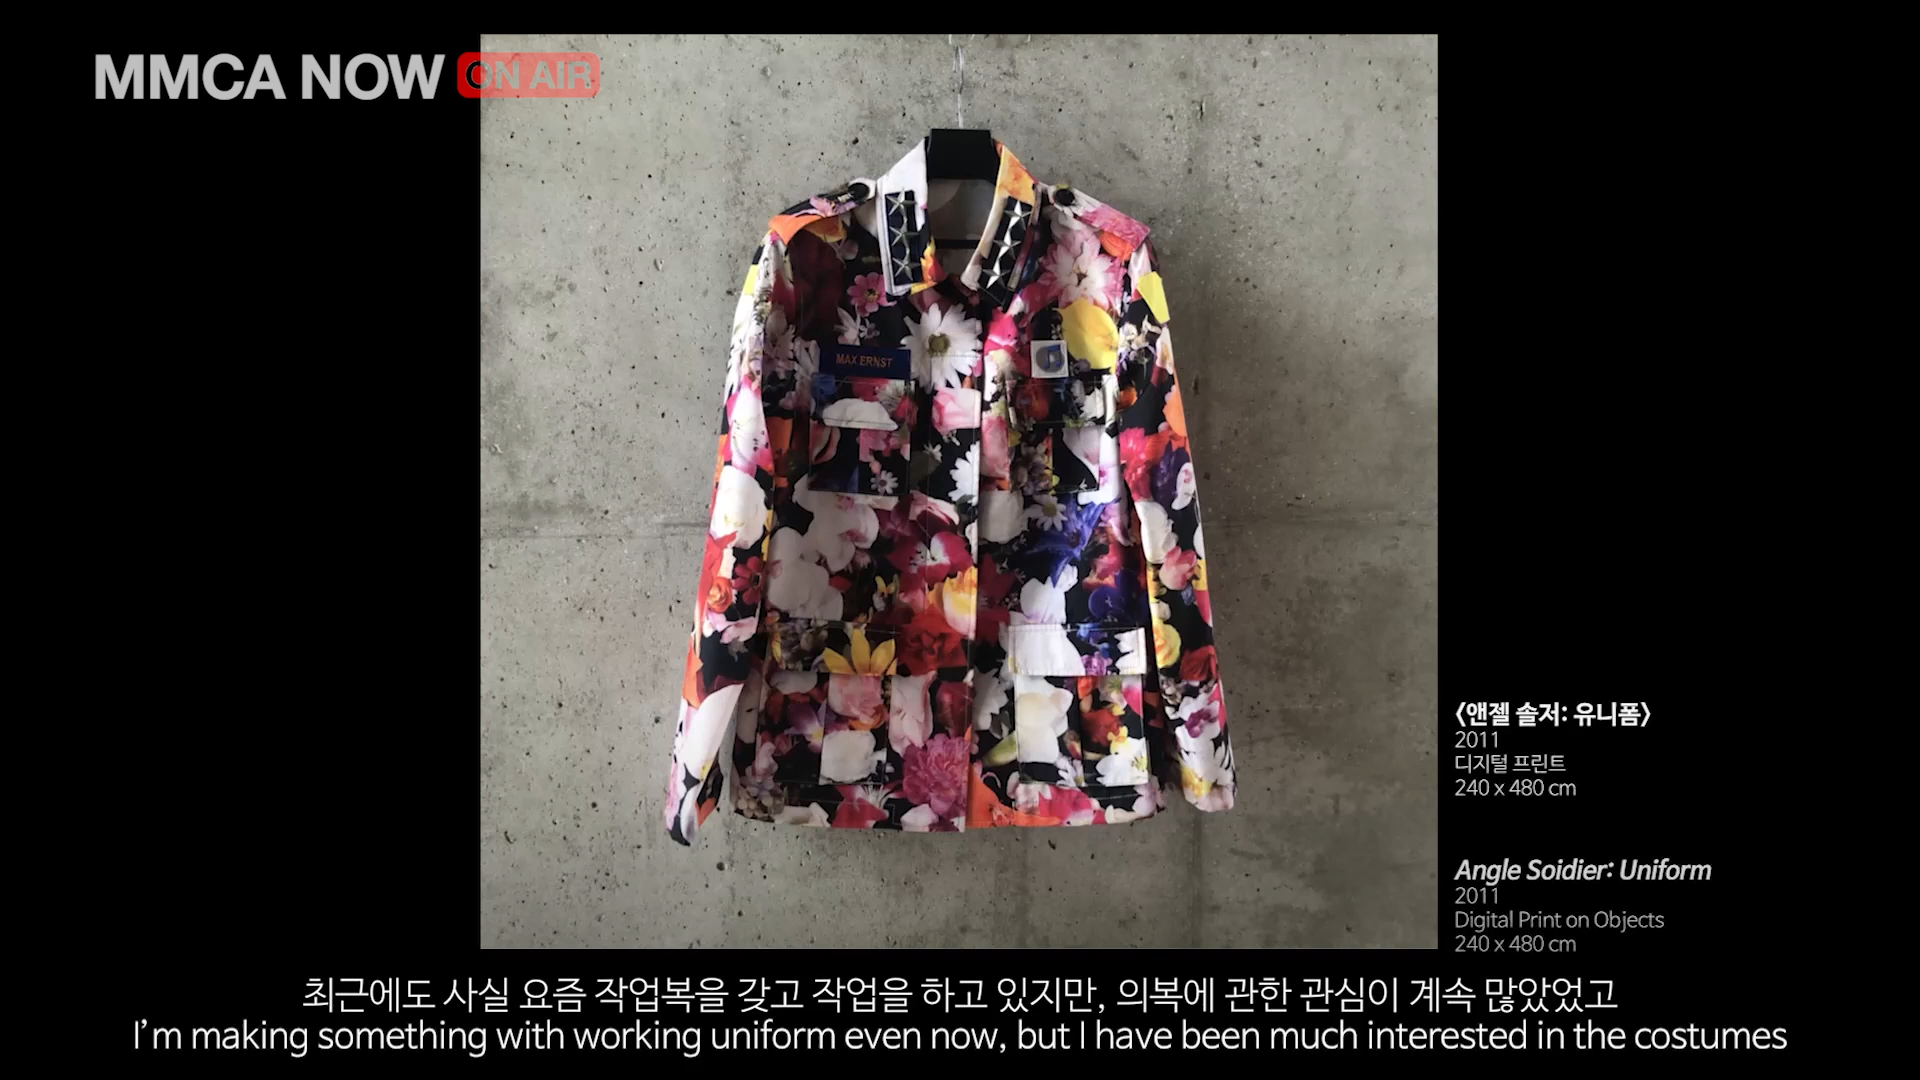 MMCA NOW ON AIR
MAX ERNST
〈앤젤 솔저: 유니폼〉
2011
디지털 프린트
240 x 480 cm
Angle Soidier: Uniform
2011
Digital Print on Objects
240 x 480 cm
최근에도 사실 요즘 작업복을 갖고 작업을 하고 있지만, 의복에 관한 관심이 계속 많았었고
I'm making something with working uniform even now, but I have been much interested in the costumes